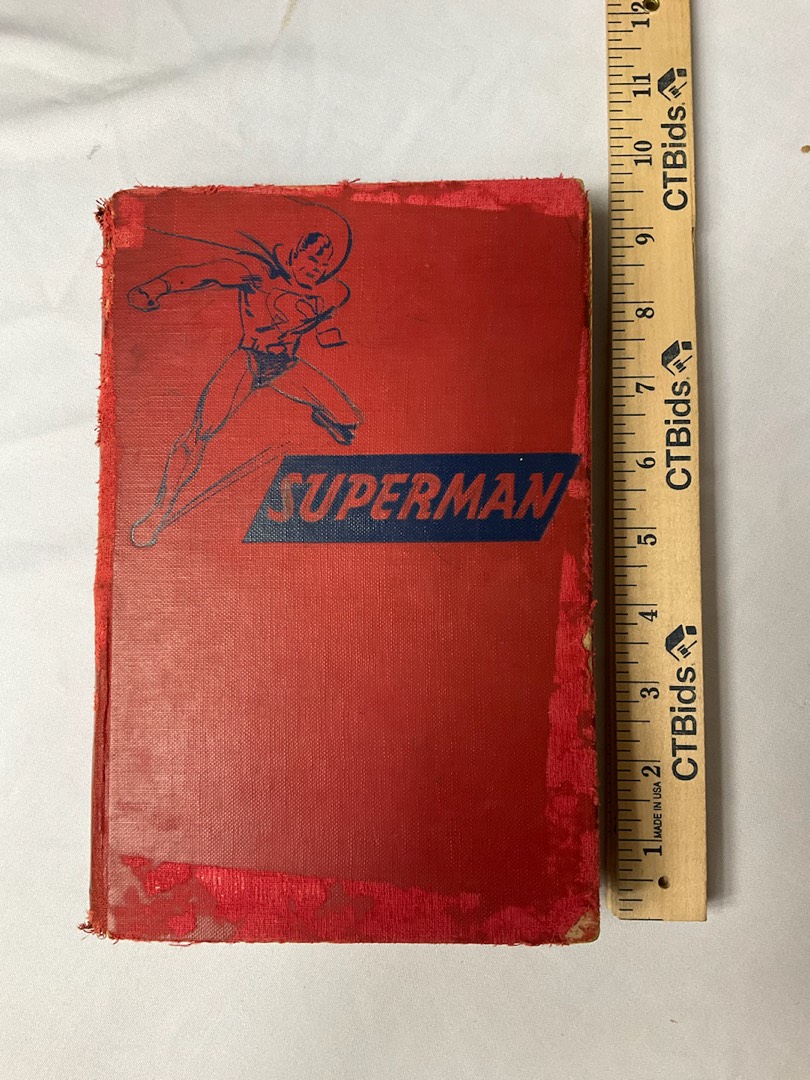 SUPERMAN
12
11
10
9
8
7
6
5
4
3
2
1
CTBids.
CTBids.
CTBids.
MADE IN USA